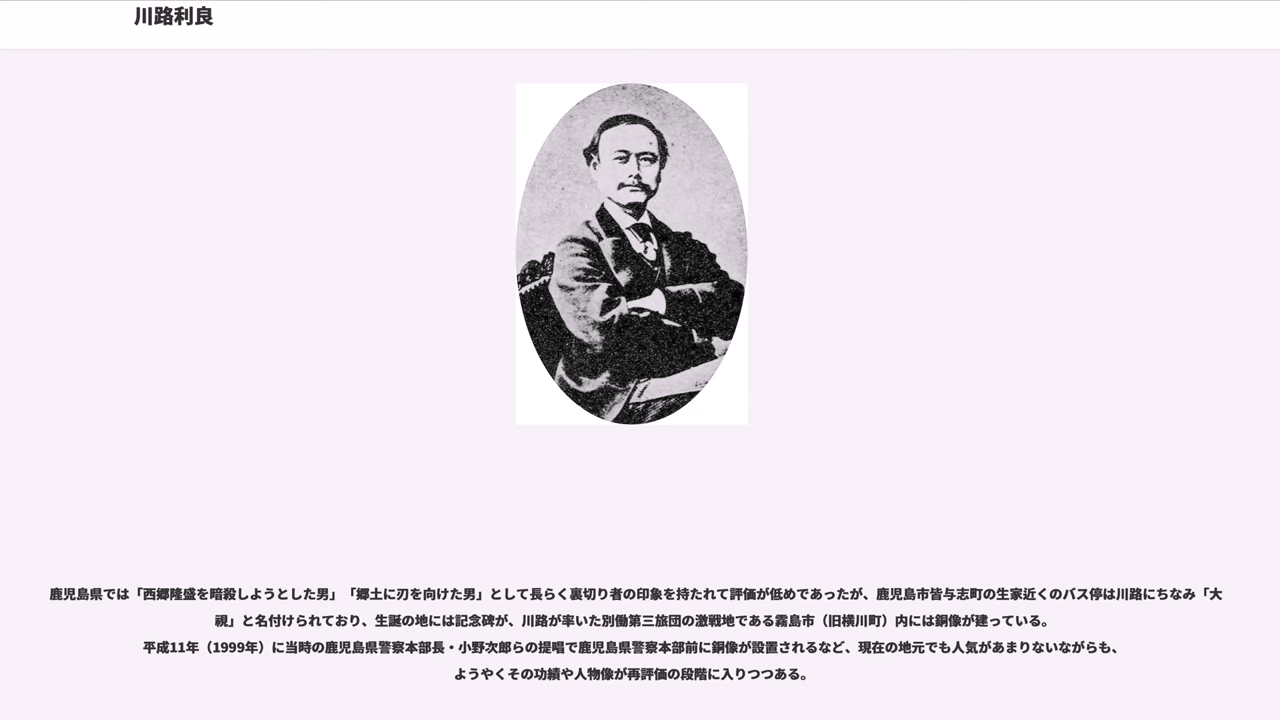 川路利良
鹿児島県では「西郷隆盛を暗殺しようとした男」「郷土に刃を向けた男」として長らく裏切り者の印象を持たれて評価が低めであったが、鹿児島市皆与志町の生家近くのバス停は川路にちなみ「大
視」と名付けられており、生誕の地には記念碑が、川路が率いた別働第三旅団の激戦地である霧島市（旧横川町）内には銅像が建っている。
平成11年（1999年）に当時の鹿児島県警察本部長・小野次郎らの提唱で鹿児島県警察本部前に銅像が設置されるなど、現在の地元でも人気があまりないながらも、
ようやくその功績や人物像が再評価の段階に入りつつある。